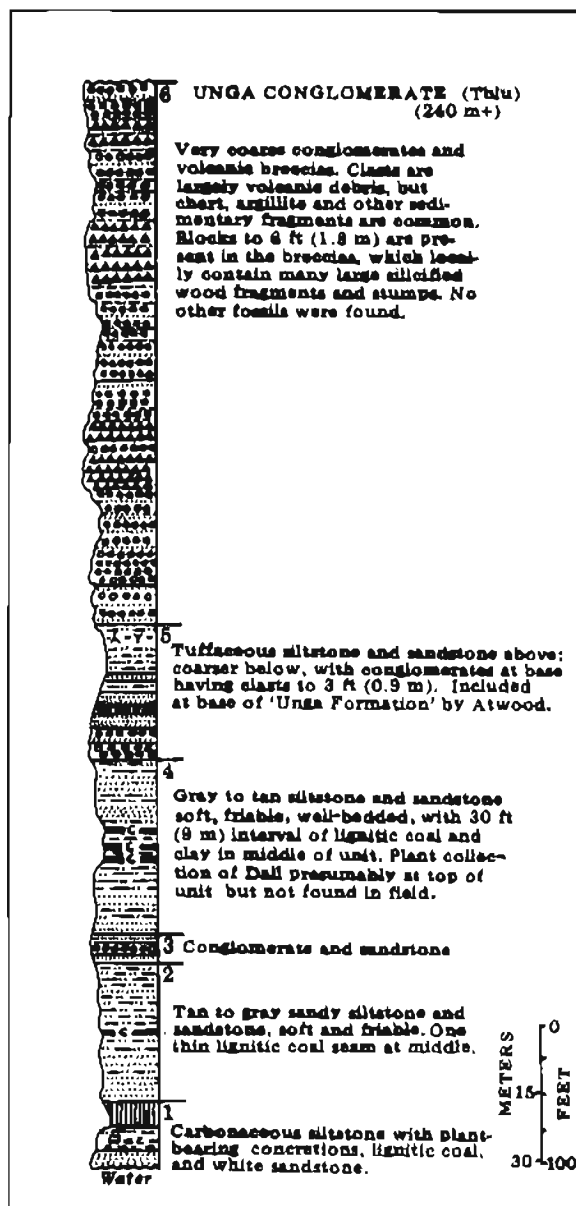 6 UNGA CONGLOMERATE (Tblu)
(240 m+)
Very coarse conglomerates and
volcanic breccias. Clasts are
largely volcanic debris, but
chert, argillite and other sedi-
mentary fragments are common.
Blocks to 6 ft (1.8 m) are pre-
sent in the breccias, which local-
ly contain many large silicified
wood fragments and stumps. No
other fossils were found.
5
Tuffaceous siltstone and sandstone above;
coarser below, with conglomerates at base
having clasts to 3 ft (0.9 m). Included
at base of 'Unga Formation' by Atwood.
4
Gray to tan siltstone and sandstone
soft, friable, well-bedded, with 30 ft
(9 m) interval of lignitic coal and
clay in middle of unit. Plant collec-
tion of Dall presumably at top of
unit but not found in field.
3 Conglomerate and sandstone
2
Tan to gray sandy siltstone and
sandstone, soft and friable. One
thin lignitic coal seam at middle.
1
Carbonaceous siltstone with plant-
bearing concretions, lignitic coal,
and white sandstone.
Water
METERS
FEET
0
15
30 100